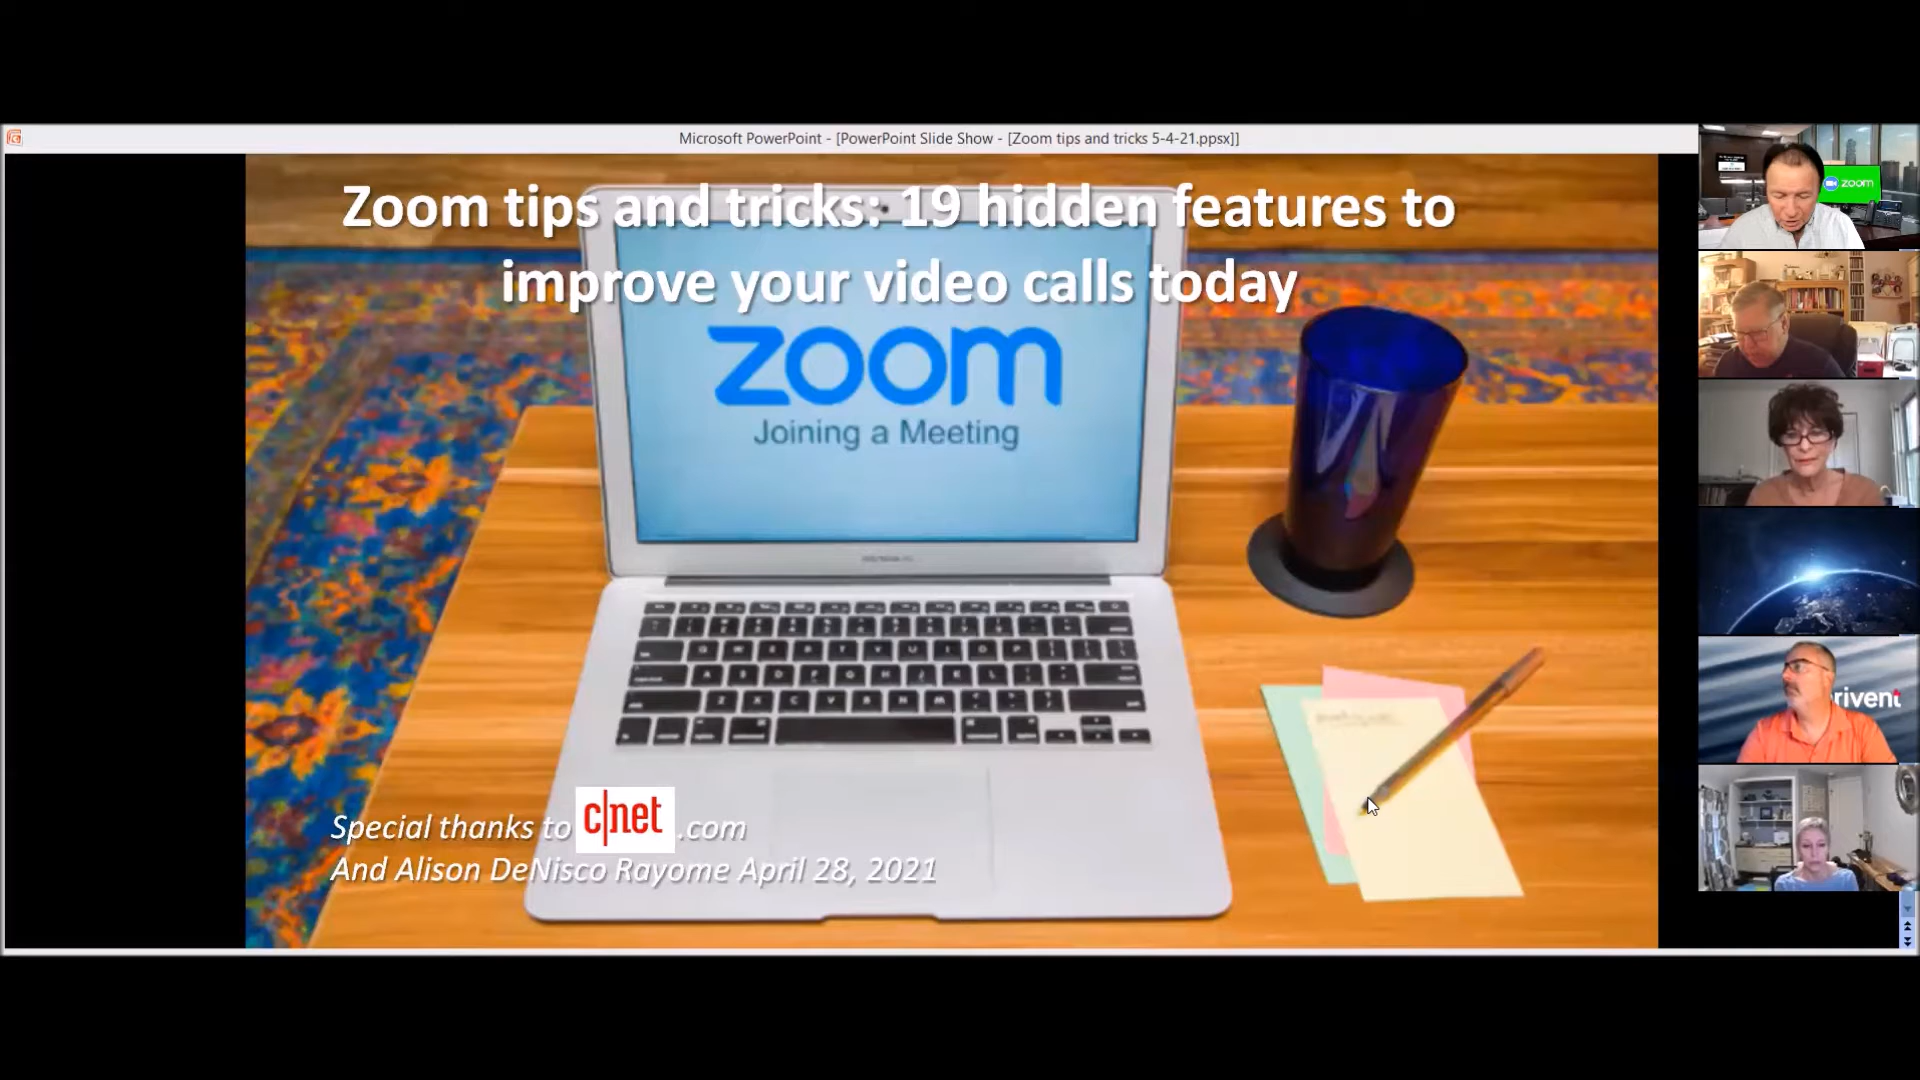 Microsoft PowerPoint - [PowerPoint Slide Show - [Zoom tips and tricks 5-4-21.ppsx]]
Zoom tips and tricks: 19 hidden features to
improve your video calls today
zoom
Joining a Meeting
Special thanks to c|net .com
And Alison DeNisco Rayome April 28, 2021
zoom
rivent